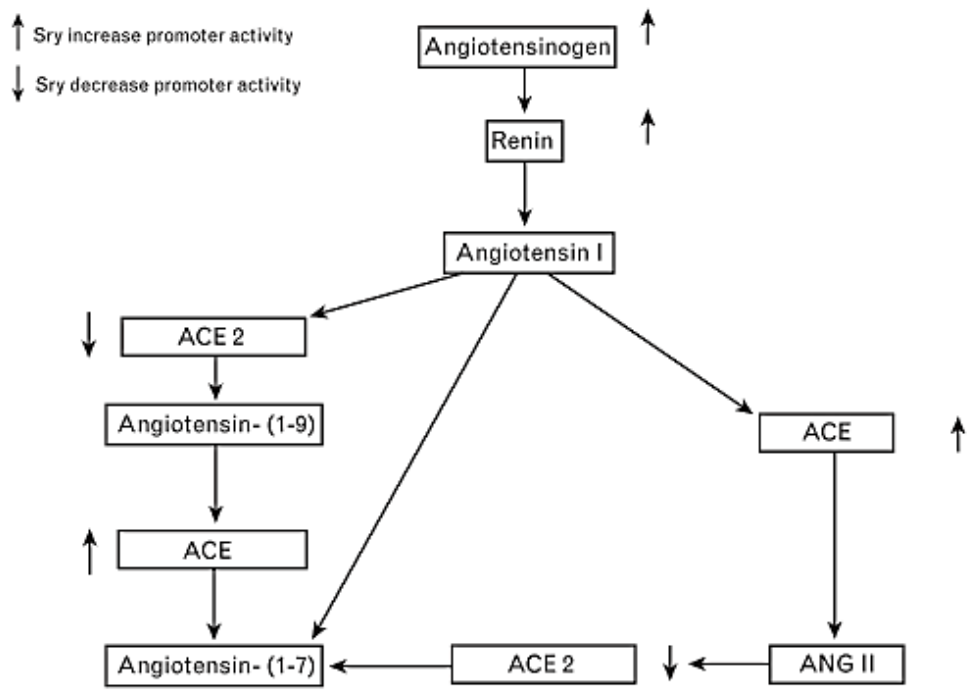 Sry increase promoter activity
Sry decrease promoter activity
Angiotensinogen
Renin
Angiotensin I
ACE 2
Angiotensin- (1-9)
ACE
ACE
Angiotensin- (1-7)
ACE 2
ANG II